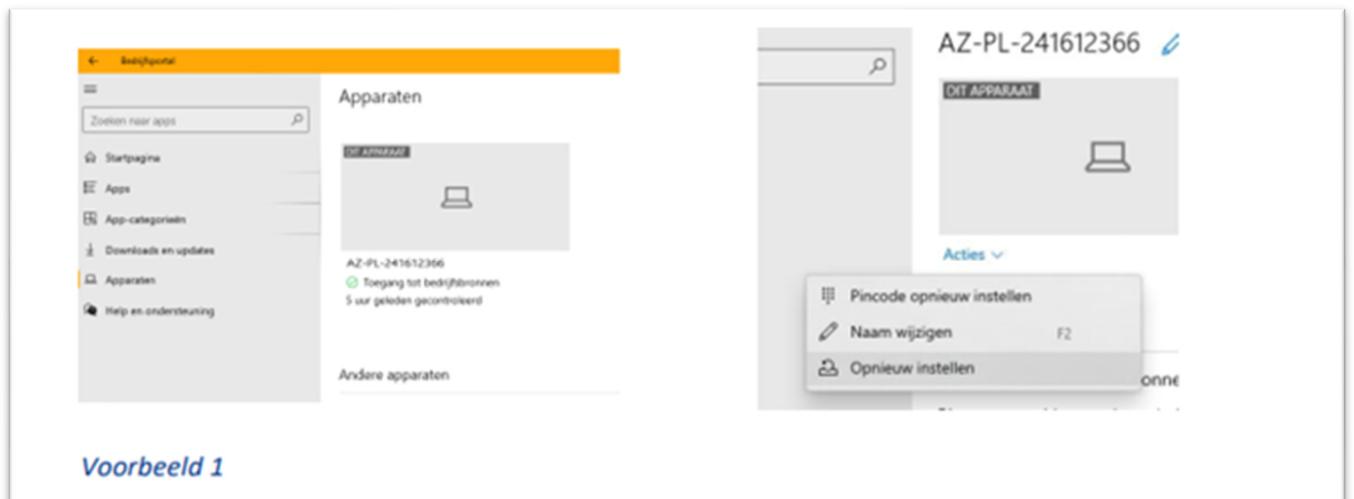 Bedrijfsportal
Zoeken naar apps
Startpagina
Apps
App-categorieën
Downloads en updates
Apparaten
Help en ondersteuning
Apparaten
DIT APPARAAT
AZ-PL-241612366
Toegang tot bedrijfsbronnen
5 uur geleden gecontroleerd
Andere apparaten
AZ-PL-241612366
DIT APPARAAT
Acties
Pincode opnieuw instellen
Naam wijzigen F2
Opnieuw instellen
onne
Voorbeeld 1